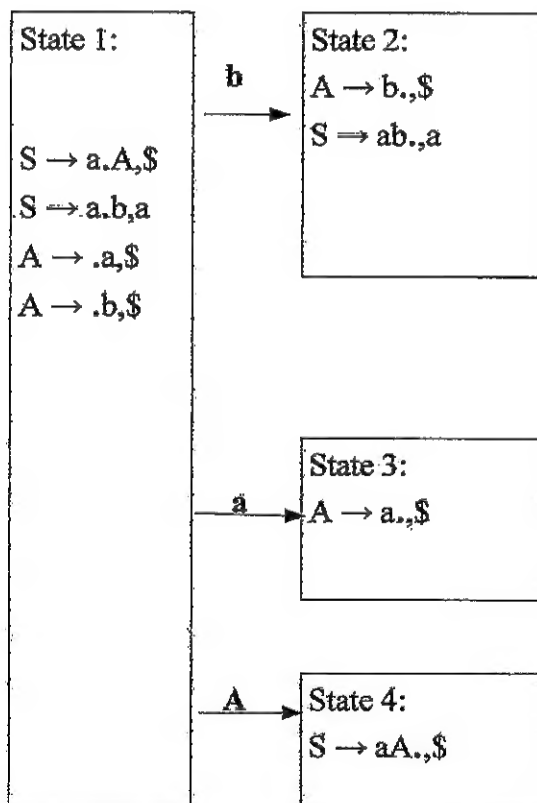 State 1:
S → a.A,$
S → a.b,a
A → .a,$
A → .b,$
b
State 2:
A → b.,$
S ⟹ ab.,a
a
State 3:
A → a.,$
A
State 4:
S → aA.,$